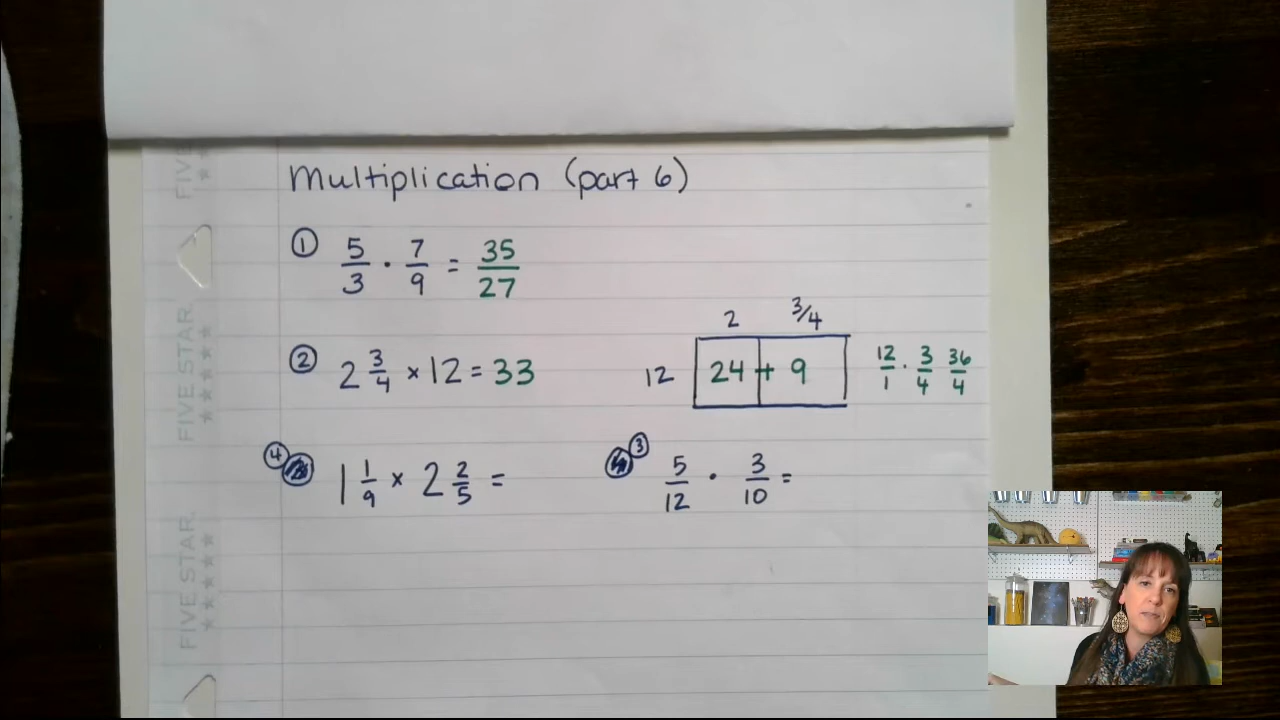 Multiplication (part 6)
① 5/3 · 7/9 = 35/27
② 2 3/4 × 12 = 33
2 3/4
12 24 + 9
12/1 · 3/4 36/4
④ 1 1/9 × 2 2/5 =
③ 5/12 · 3/10 =
FIVE STAR
FIVE STAR
FIVE STAR